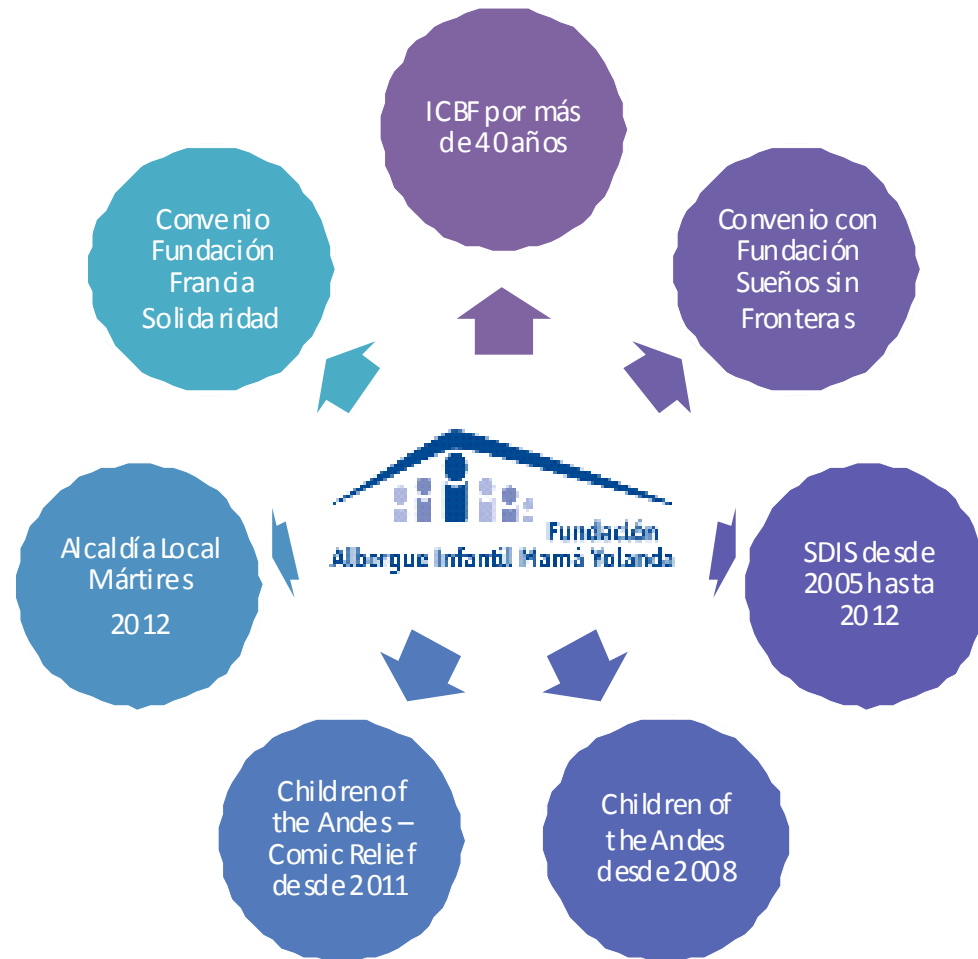 ICBF por más
de 40 años
Convenio con
Fundación
Sueños sin
Fronteras
SDIS desde
2005 hasta
2012
Children of
the Andes
desde 2008
Children of
the Andes –
Comic Relief
desde 2011
Alcaldía Local
Mártires
2012
Convenio
Fundación
Francia
Solidaridad
Fundación
Albergue Infantil Mamá Yolanda